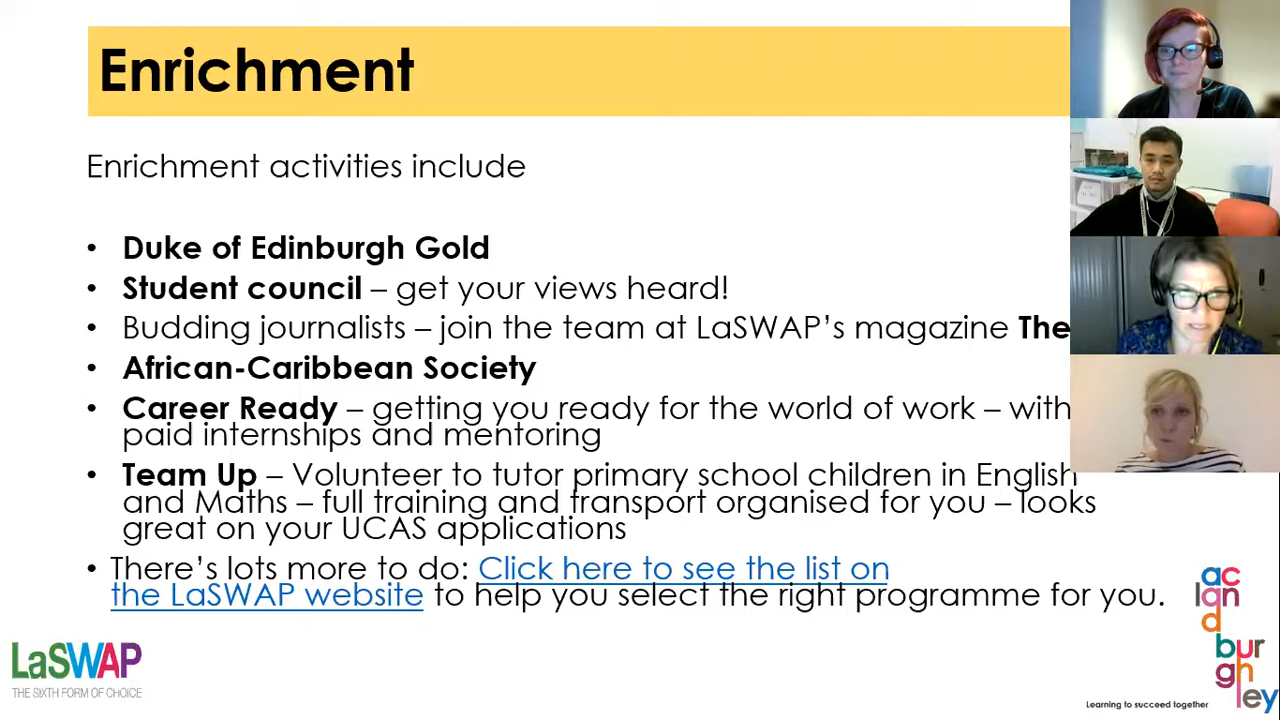 Enrichment
Enrichment activities include
• Duke of Edinburgh Gold
• Student council – get your views heard!
• Budding journalists – join the team at LaSWAP’s magazine The
• African-Caribbean Society
• Career Ready – getting you ready for the world of work – with
paid internships and mentoring
• Team Up – Volunteer to tutor primary school children in English
and Maths – full training and transport organised for you – looks
great on your UCAS applications
• There’s lots more to do: Click here to see the list on
the LaSWAP website to help you select the right programme for you.
LaSWAP
THE SIXTH FORM OF CHOICE
ac
lan
d
bur
gh
ley
Learning to succeed together